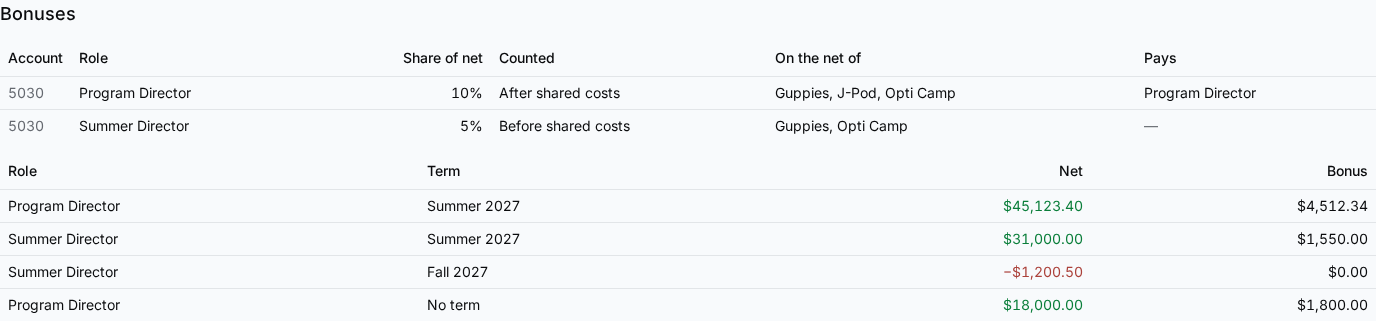 Bonuses
Account Role Share of net Counted On the net of Pays
5030 Program Director 10% After shared costs Guppies, J-Pod, Opti Camp Program Director
5030 Summer Director 5% Before shared costs Guppies, Opti Camp —
Role Term Net Bonus
Program Director Summer 2027 $45,123.40 $4,512.34
Summer Director Summer 2027 $31,000.00 $1,550.00
Summer Director Fall 2027 −$1,200.50 $0.00
Program Director No term $18,000.00 $1,800.00